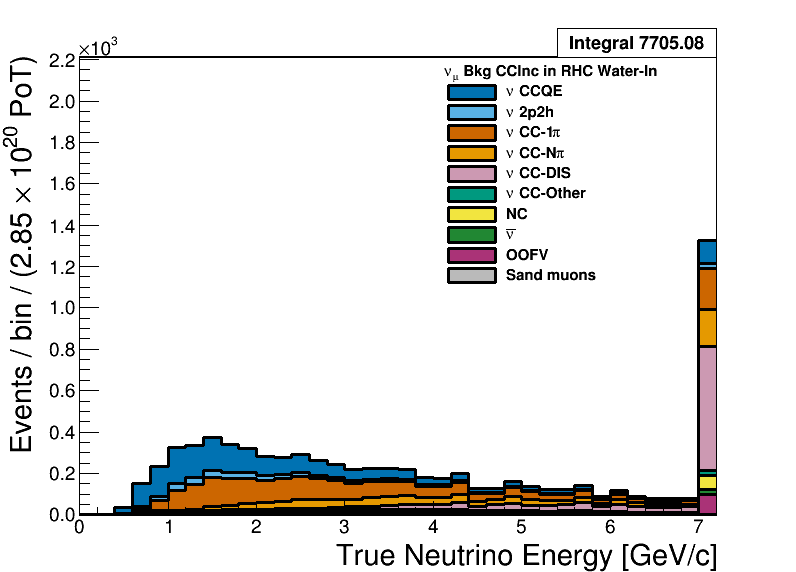 ×10³
Integral 7705.08
ν_μ Bkg CCInc in RHC Water-In
ν CCQE
ν 2p2h
ν CC-1π
ν CC-Nπ
ν CC-DIS
ν CC-Other
NC
ν̅
OOFV
Sand muons
Events / bin / (2.85 × 10²⁰ PoT)
2.2
2.0
1.8
1.6
1.4
1.2
1.0
0.8
0.6
0.4
0.2
0.0
0 1 2 3 4 5 6 7
True Neutrino Energy [GeV/c]